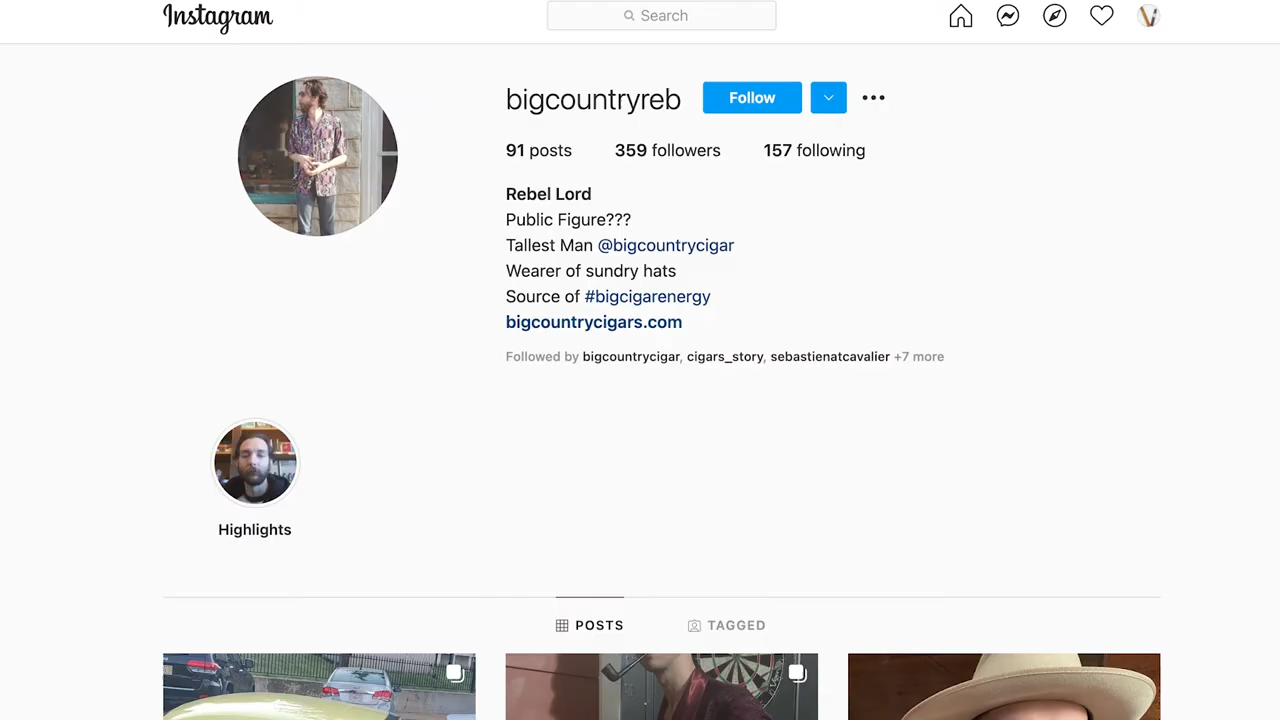 Instagram
Search
bigcountryreb
Follow
91 posts 359 followers 157 following
Rebel Lord
Public Figure???
Tallest Man @bigcountrycigar
Wearer of sundry hats
Source of #bigcigarenergy
bigcountrycigars.com
Followed by bigcountrycigar, cigars_story, sebastienatcavalier +7 more
Highlights
POSTS TAGGED